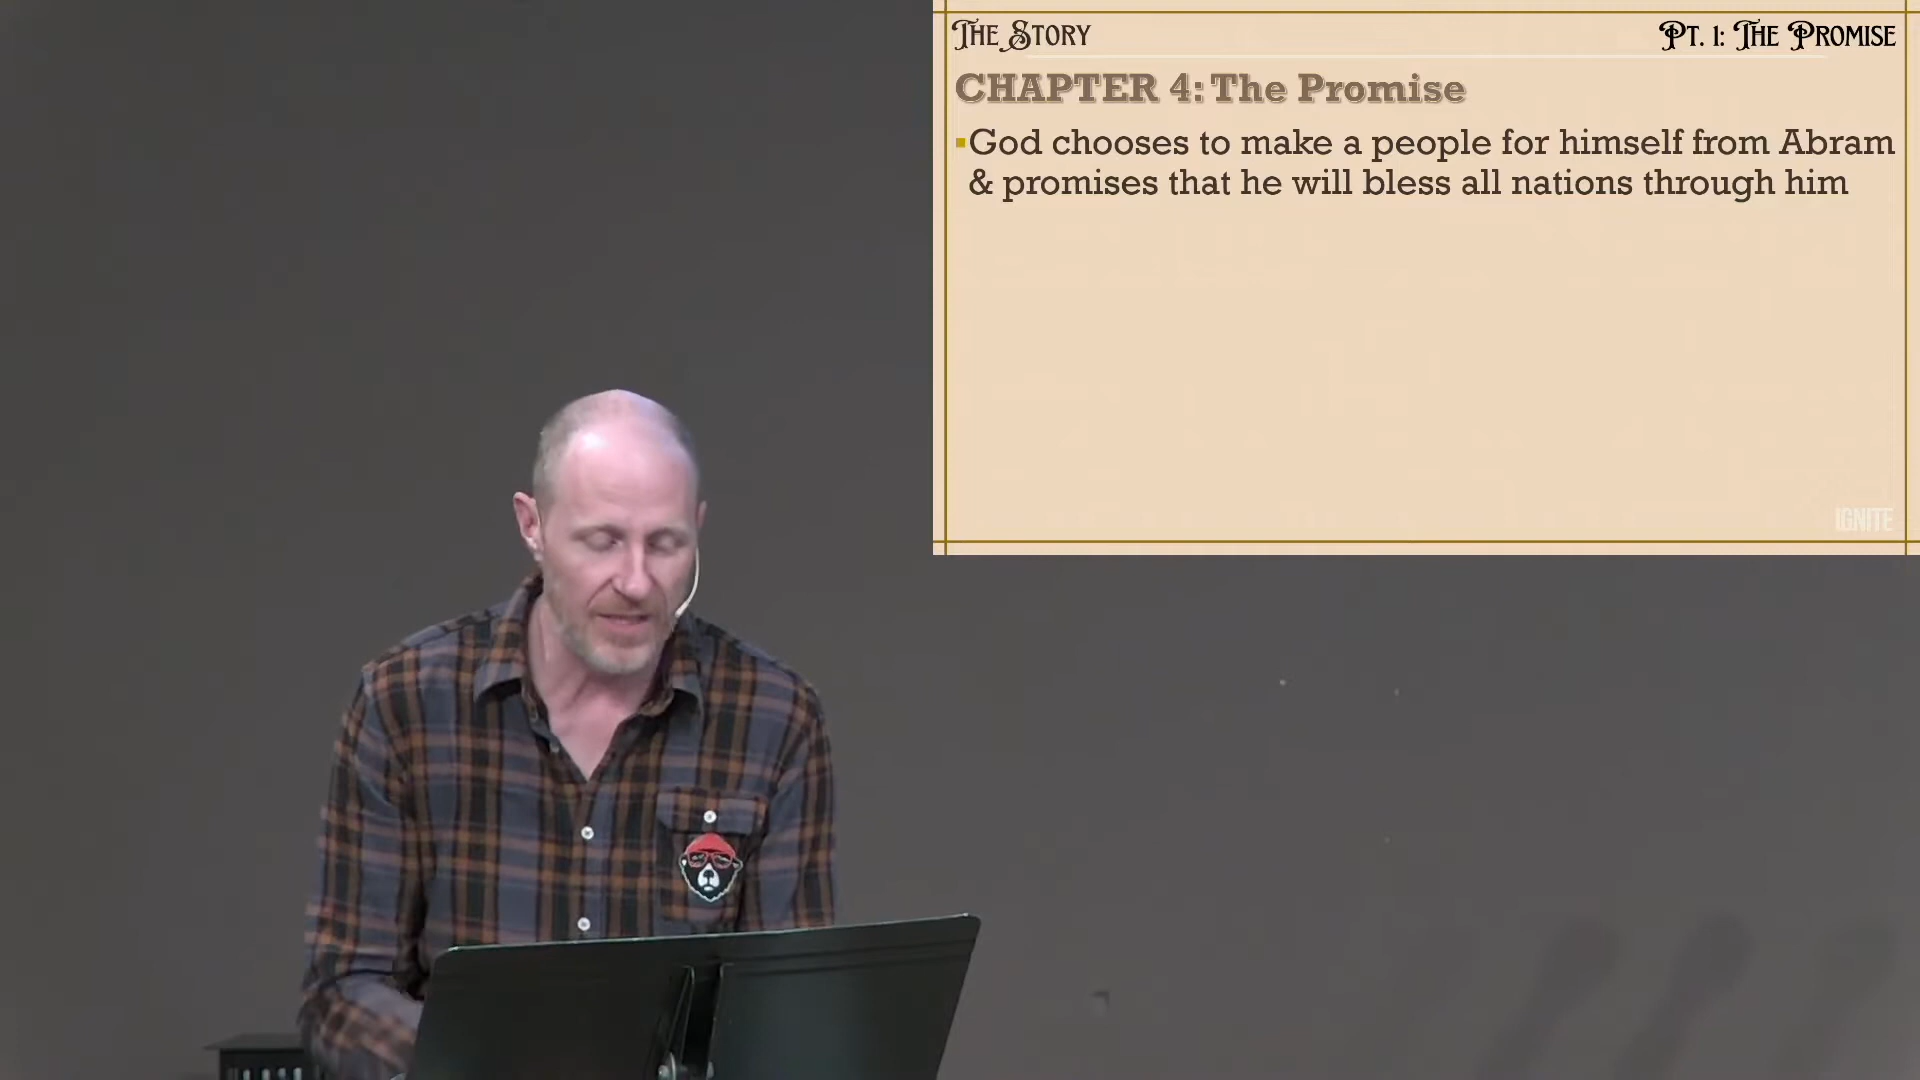 The Story
Pt. 1: The Promise
CHAPTER 4: The Promise
▪God chooses to make a people for himself from Abram
& promises that he will bless all nations through him
IGNITE